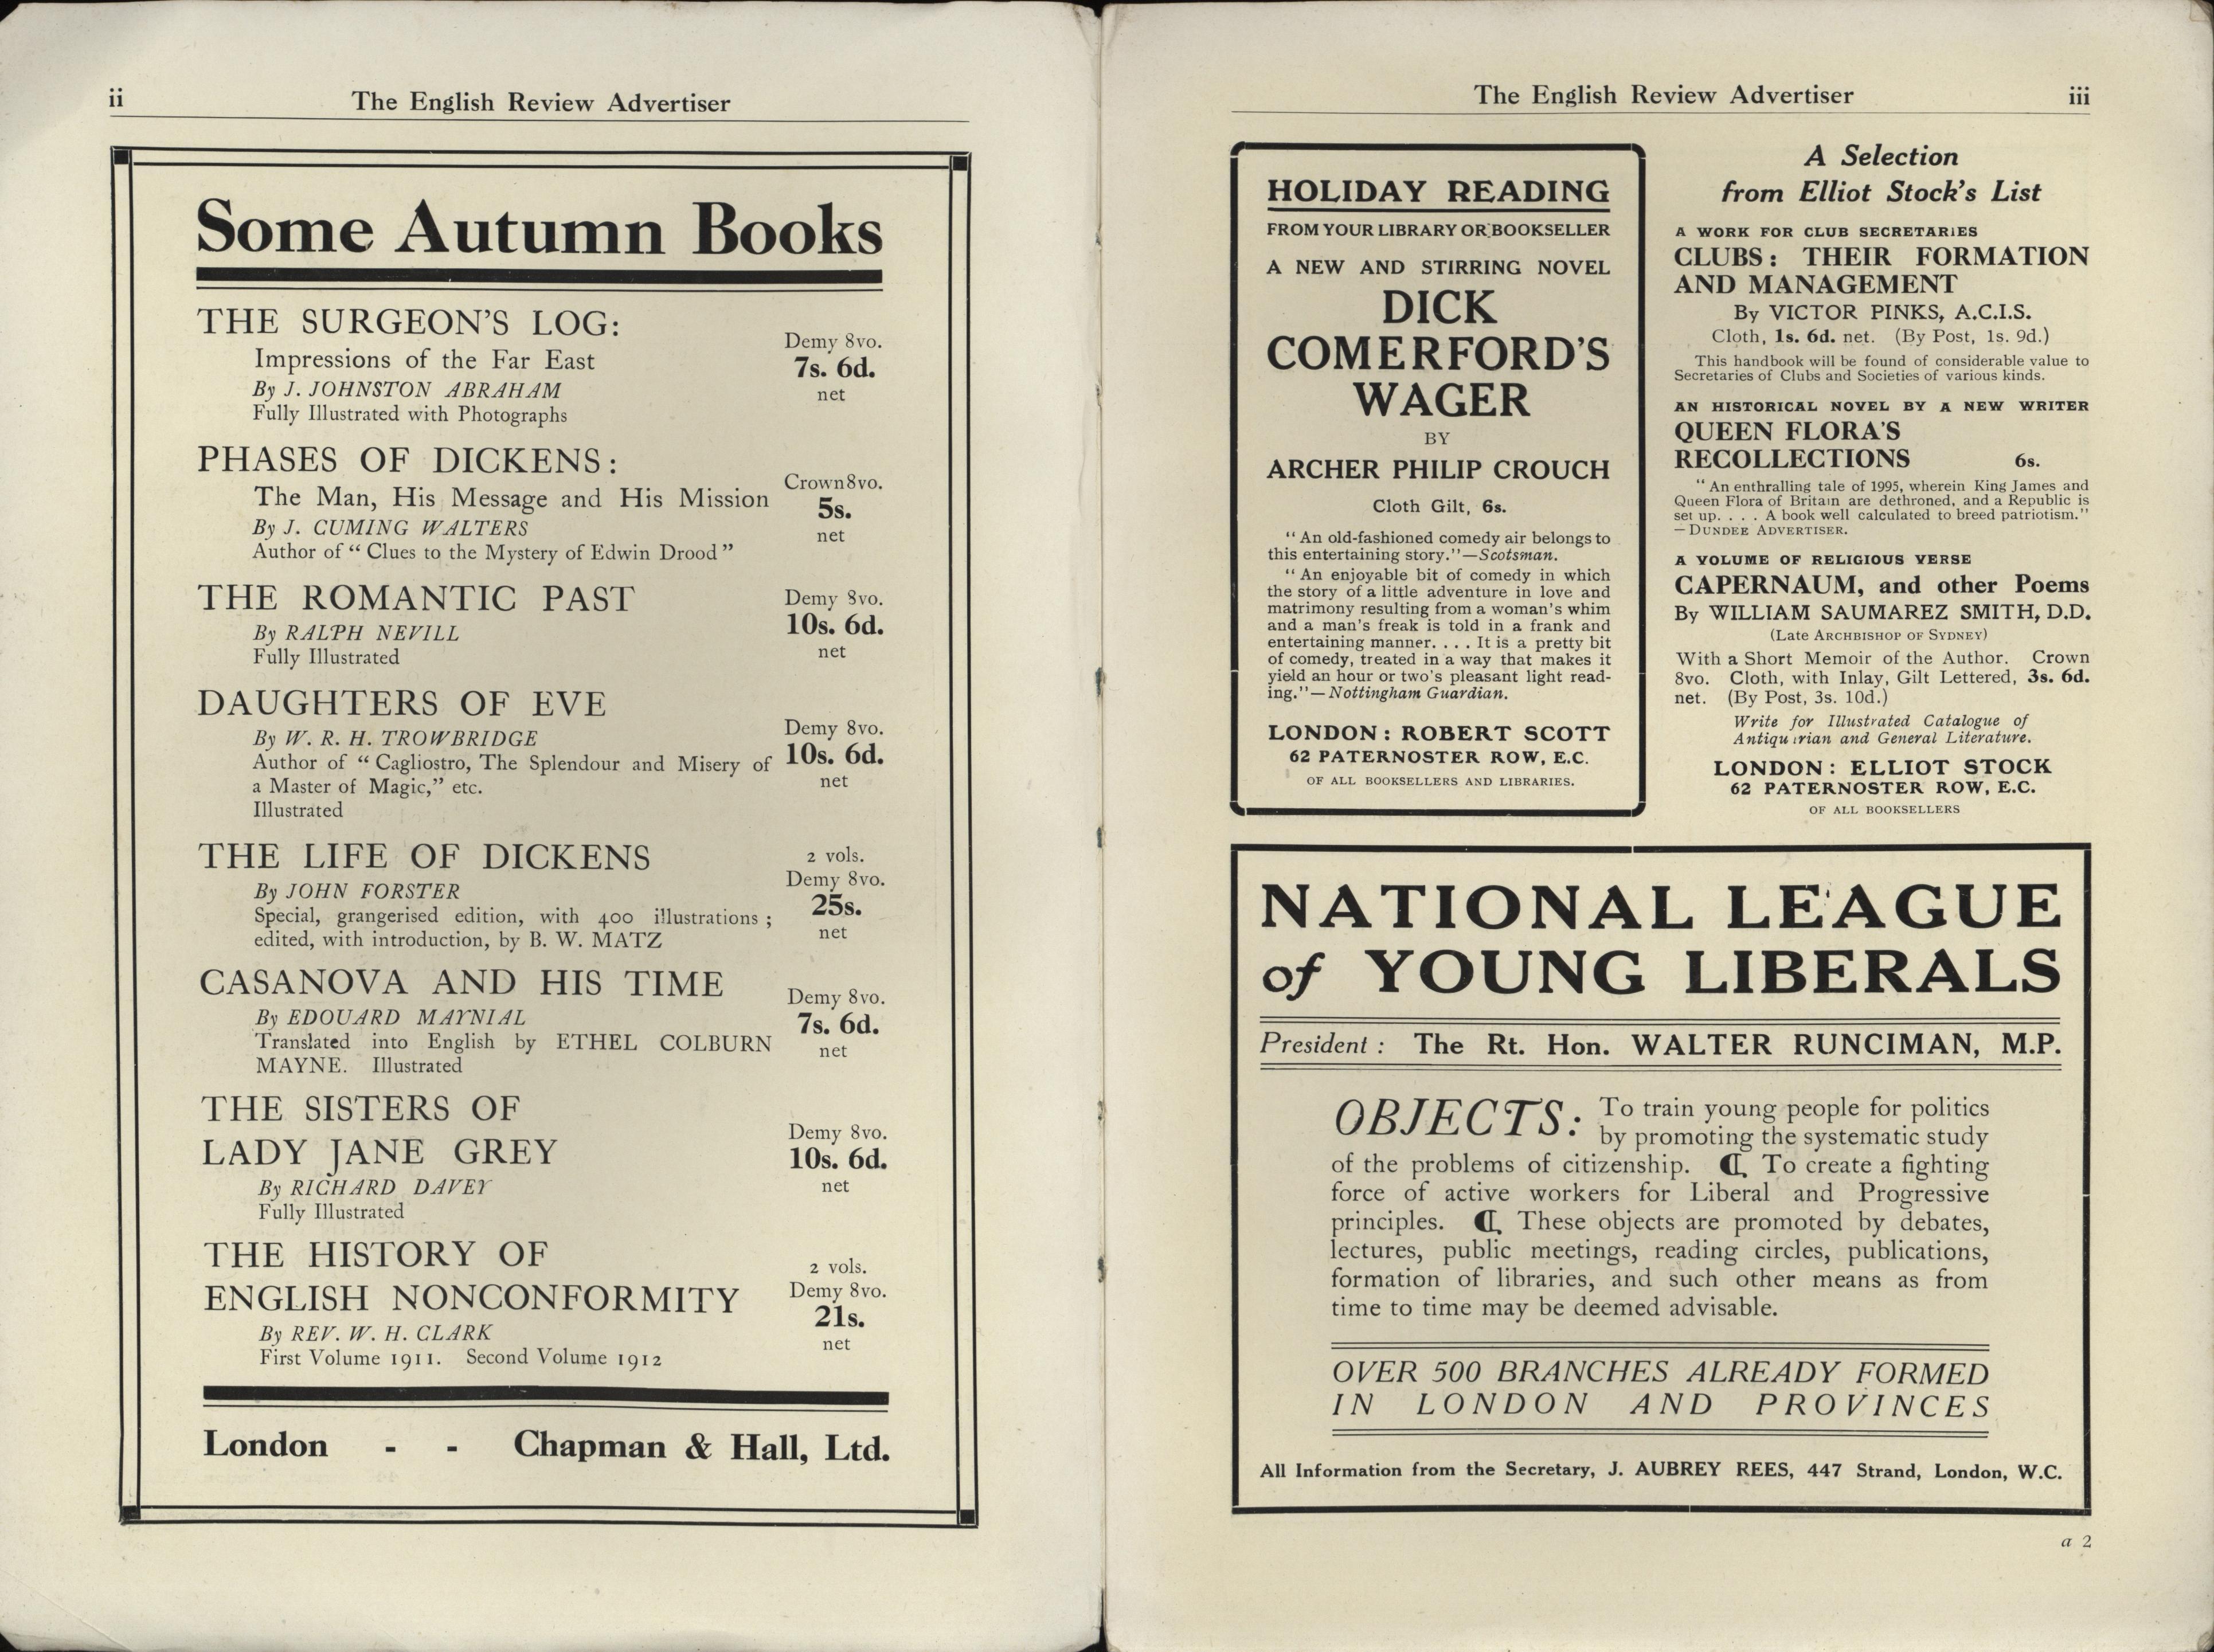 ii
The English Review Advertiser
Some Autumn Books
THE SURGEON'S LOG:
Impressions of the Far East
By J. JOHNSTON ABRAHAM
Fully Illustrated with Photographs
Demy 8vo.
7s. 6d.
net
PHASES OF DICKENS:
The Man, His Message and His Mission
By J. CUMING WALTERS
Author of "Clues to the Mystery of Edwin Drood"
Crown 8vo.
5s.
net
THE ROMANTIC PAST
By RALPH NEVILL
Fully Illustrated
Demy 8vo.
10s. 6d.
net
DAUGHTERS OF EVE
By W. R. H. TROWBRIDGE
Author of "Cagliostro, The Splendour and Misery of
a Master of Magic," etc.
Illustrated
Demy 8vo.
10s. 6d.
net
THE LIFE OF DICKENS
By JOHN FORSTER
Special, grangerised edition, with 400 illustrations;
edited, with introduction, by B. W. MATZ
2 vols.
Demy 8vo.
25s.
net
CASANOVA AND HIS TIME
By EDOUARD MAYNIAL
Translated into English by ETHEL COLBURN
MAYNE. Illustrated
Demy 8vo.
7s. 6d.
net
THE SISTERS OF
LADY JANE GREY
By RICHARD DAVEY
Fully Illustrated
Demy 8vo.
10s. 6d.
net
THE HISTORY OF
ENGLISH NONCONFORMITY
By REV. W. H. CLARK
First Volume 1911. Second Volume 1912
2 vols.
Demy 8vo.
21s.
net
London - - Chapman & Hall, Ltd.
The English Review Advertiser
iii
HOLIDAY READING
FROM YOUR LIBRARY OR BOOKSELLER
A NEW AND STIRRING NOVEL
DICK
COMERFORD'S
WAGER
BY
ARCHER PHILIP CROUCH
Cloth Gilt, 6s.
"An old-fashioned comedy air belongs to
this entertaining story."—Scotsman.
"An enjoyable bit of comedy in which
the story of a little adventure in love and
matrimony resulting from a woman's whim
and a man's freak is told in a frank and
entertaining manner. . . . It is a pretty bit
of comedy, treated in a way that makes it
yield an hour or two's pleasant light read-
ing."—Nottingham Guardian.
LONDON: ROBERT SCOTT
62 PATERNOSTER ROW, E.C.
OF ALL BOOKSELLERS AND LIBRARIES.
A Selection
from Elliot Stock's List
A WORK FOR CLUB SECRETARIES
CLUBS: THEIR FORMATION
AND MANAGEMENT
By VICTOR PINKS, A.C.I.S.
Cloth, 1s. 6d. net. (By Post, 1s. 9d.)
This handbook will be found of considerable value to
Secretaries of Clubs and Societies of various kinds.
AN HISTORICAL NOVEL BY A NEW WRITER
QUEEN FLORA'S
RECOLLECTIONS 6s.
"An enthralling tale of 1995, wherein King James and
Queen Flora of Britain are dethroned, and a Republic is
set up. . . . A book well calculated to breed patriotism."
—DUNDEE ADVERTISER.
A VOLUME OF RELIGIOUS VERSE
CAPERNAUM, and other Poems
By WILLIAM SAUMAREZ SMITH, D.D.
(Late ARCHBISHOP OF SYDNEY)
With a Short Memoir of the Author. Crown
8vo. Cloth, with Inlay, Gilt Lettered, 3s. 6d.
net. (By Post, 3s. 10d.)
Write for Illustrated Catalogue of
Antiquarian and General Literature.
LONDON: ELLIOT STOCK
62 PATERNOSTER ROW, E.C.
OF ALL BOOKSELLERS
NATIONAL LEAGUE
of YOUNG LIBERALS
President: The Rt. Hon. WALTER RUNCIMAN, M.P.
OBJECTS: To train young people for politics
by promoting the systematic study
of the problems of citizenship. ¶ To create a fighting
force of active workers for Liberal and Progressive
principles. ¶ These objects are promoted by debates,
lectures, public meetings, reading circles, publications,
formation of libraries, and such other means as from
time to time may be deemed advisable.
OVER 500 BRANCHES ALREADY FORMED
IN LONDON AND PROVINCES
All Information from the Secretary, J. AUBREY REES, 447 Strand, London, W.C.
a 2